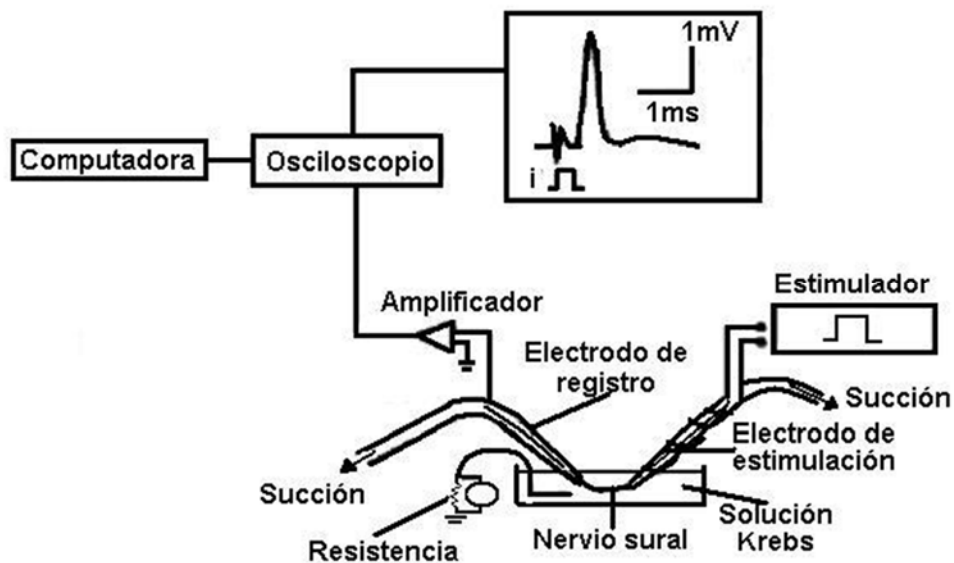 1mV
1ms
i
Computadora
Osciloscopio
Amplificador
Estimulador
Electrodo de
registro
Succión
Electrodo de
estimulación
Succión
Resistencia
Nervio sural
Solución
Krebs